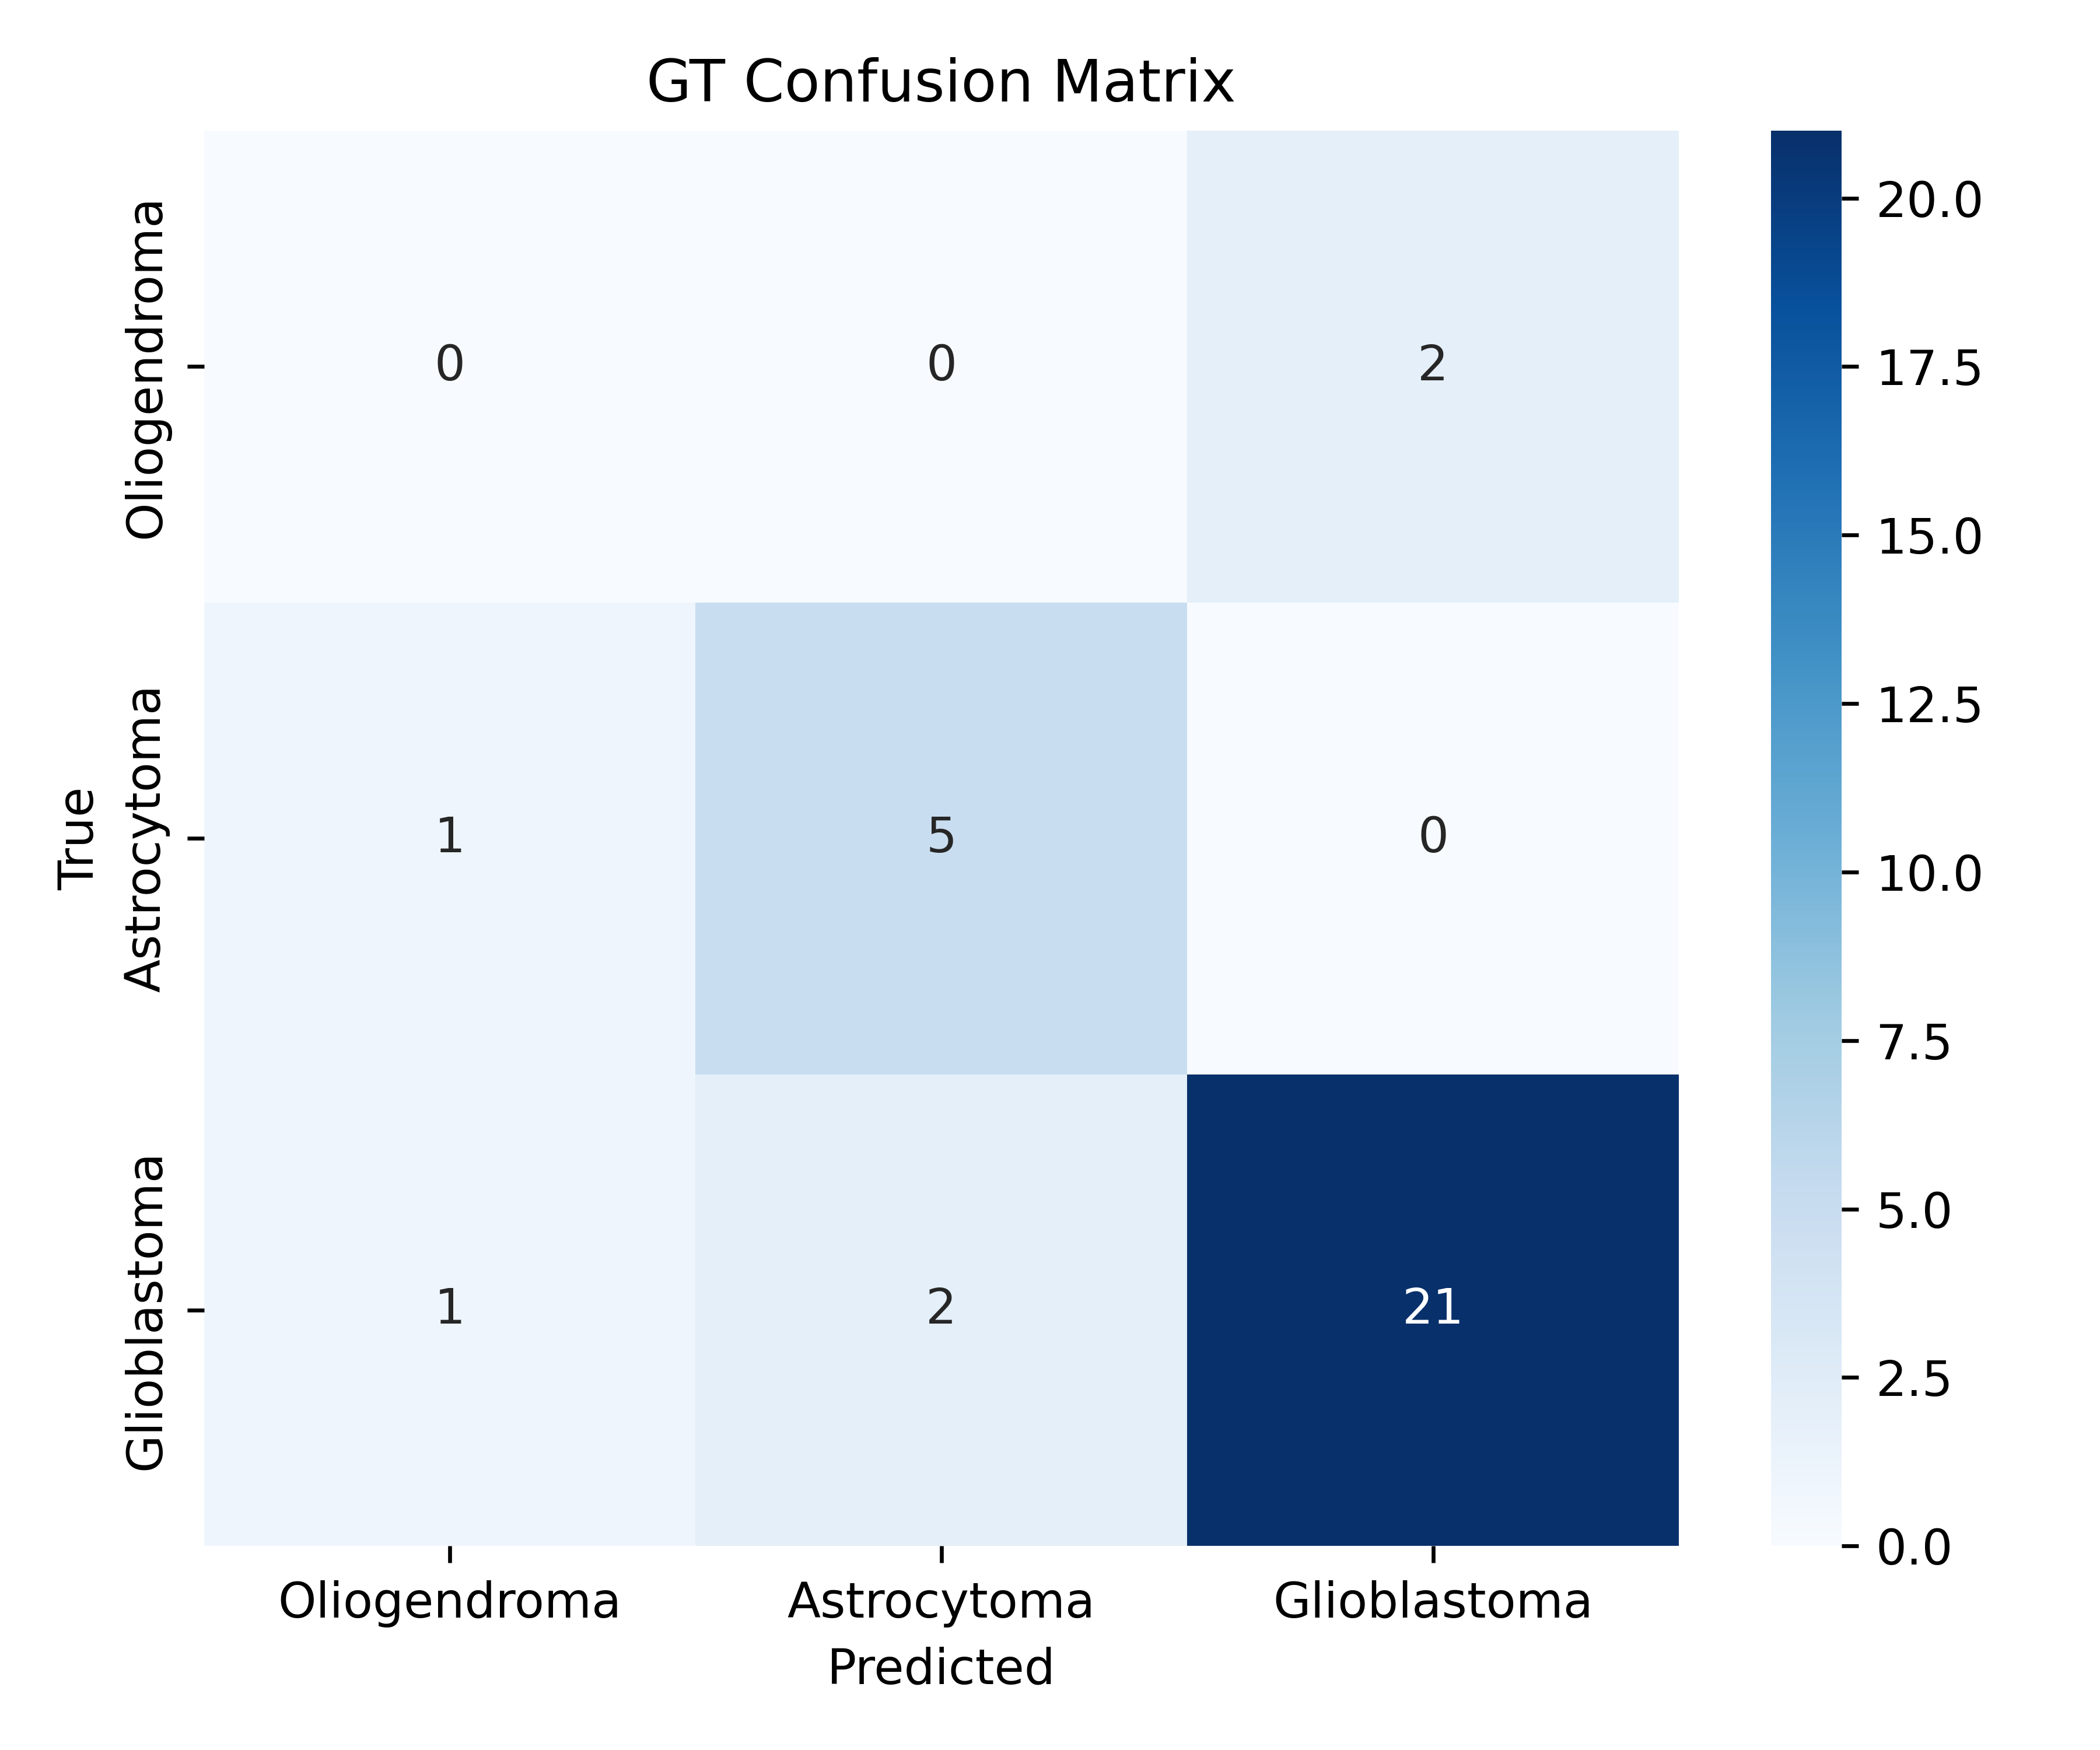 GT Confusion Matrix
True
Oliogendroma
0 0 2
Astrocytoma
1 5 0
Glioblastoma
1 2 21
Oliogendroma Astrocytoma Glioblastoma
Predicted
20.0
17.5
15.0
12.5
10.0
7.5
5.0
2.5
0.0